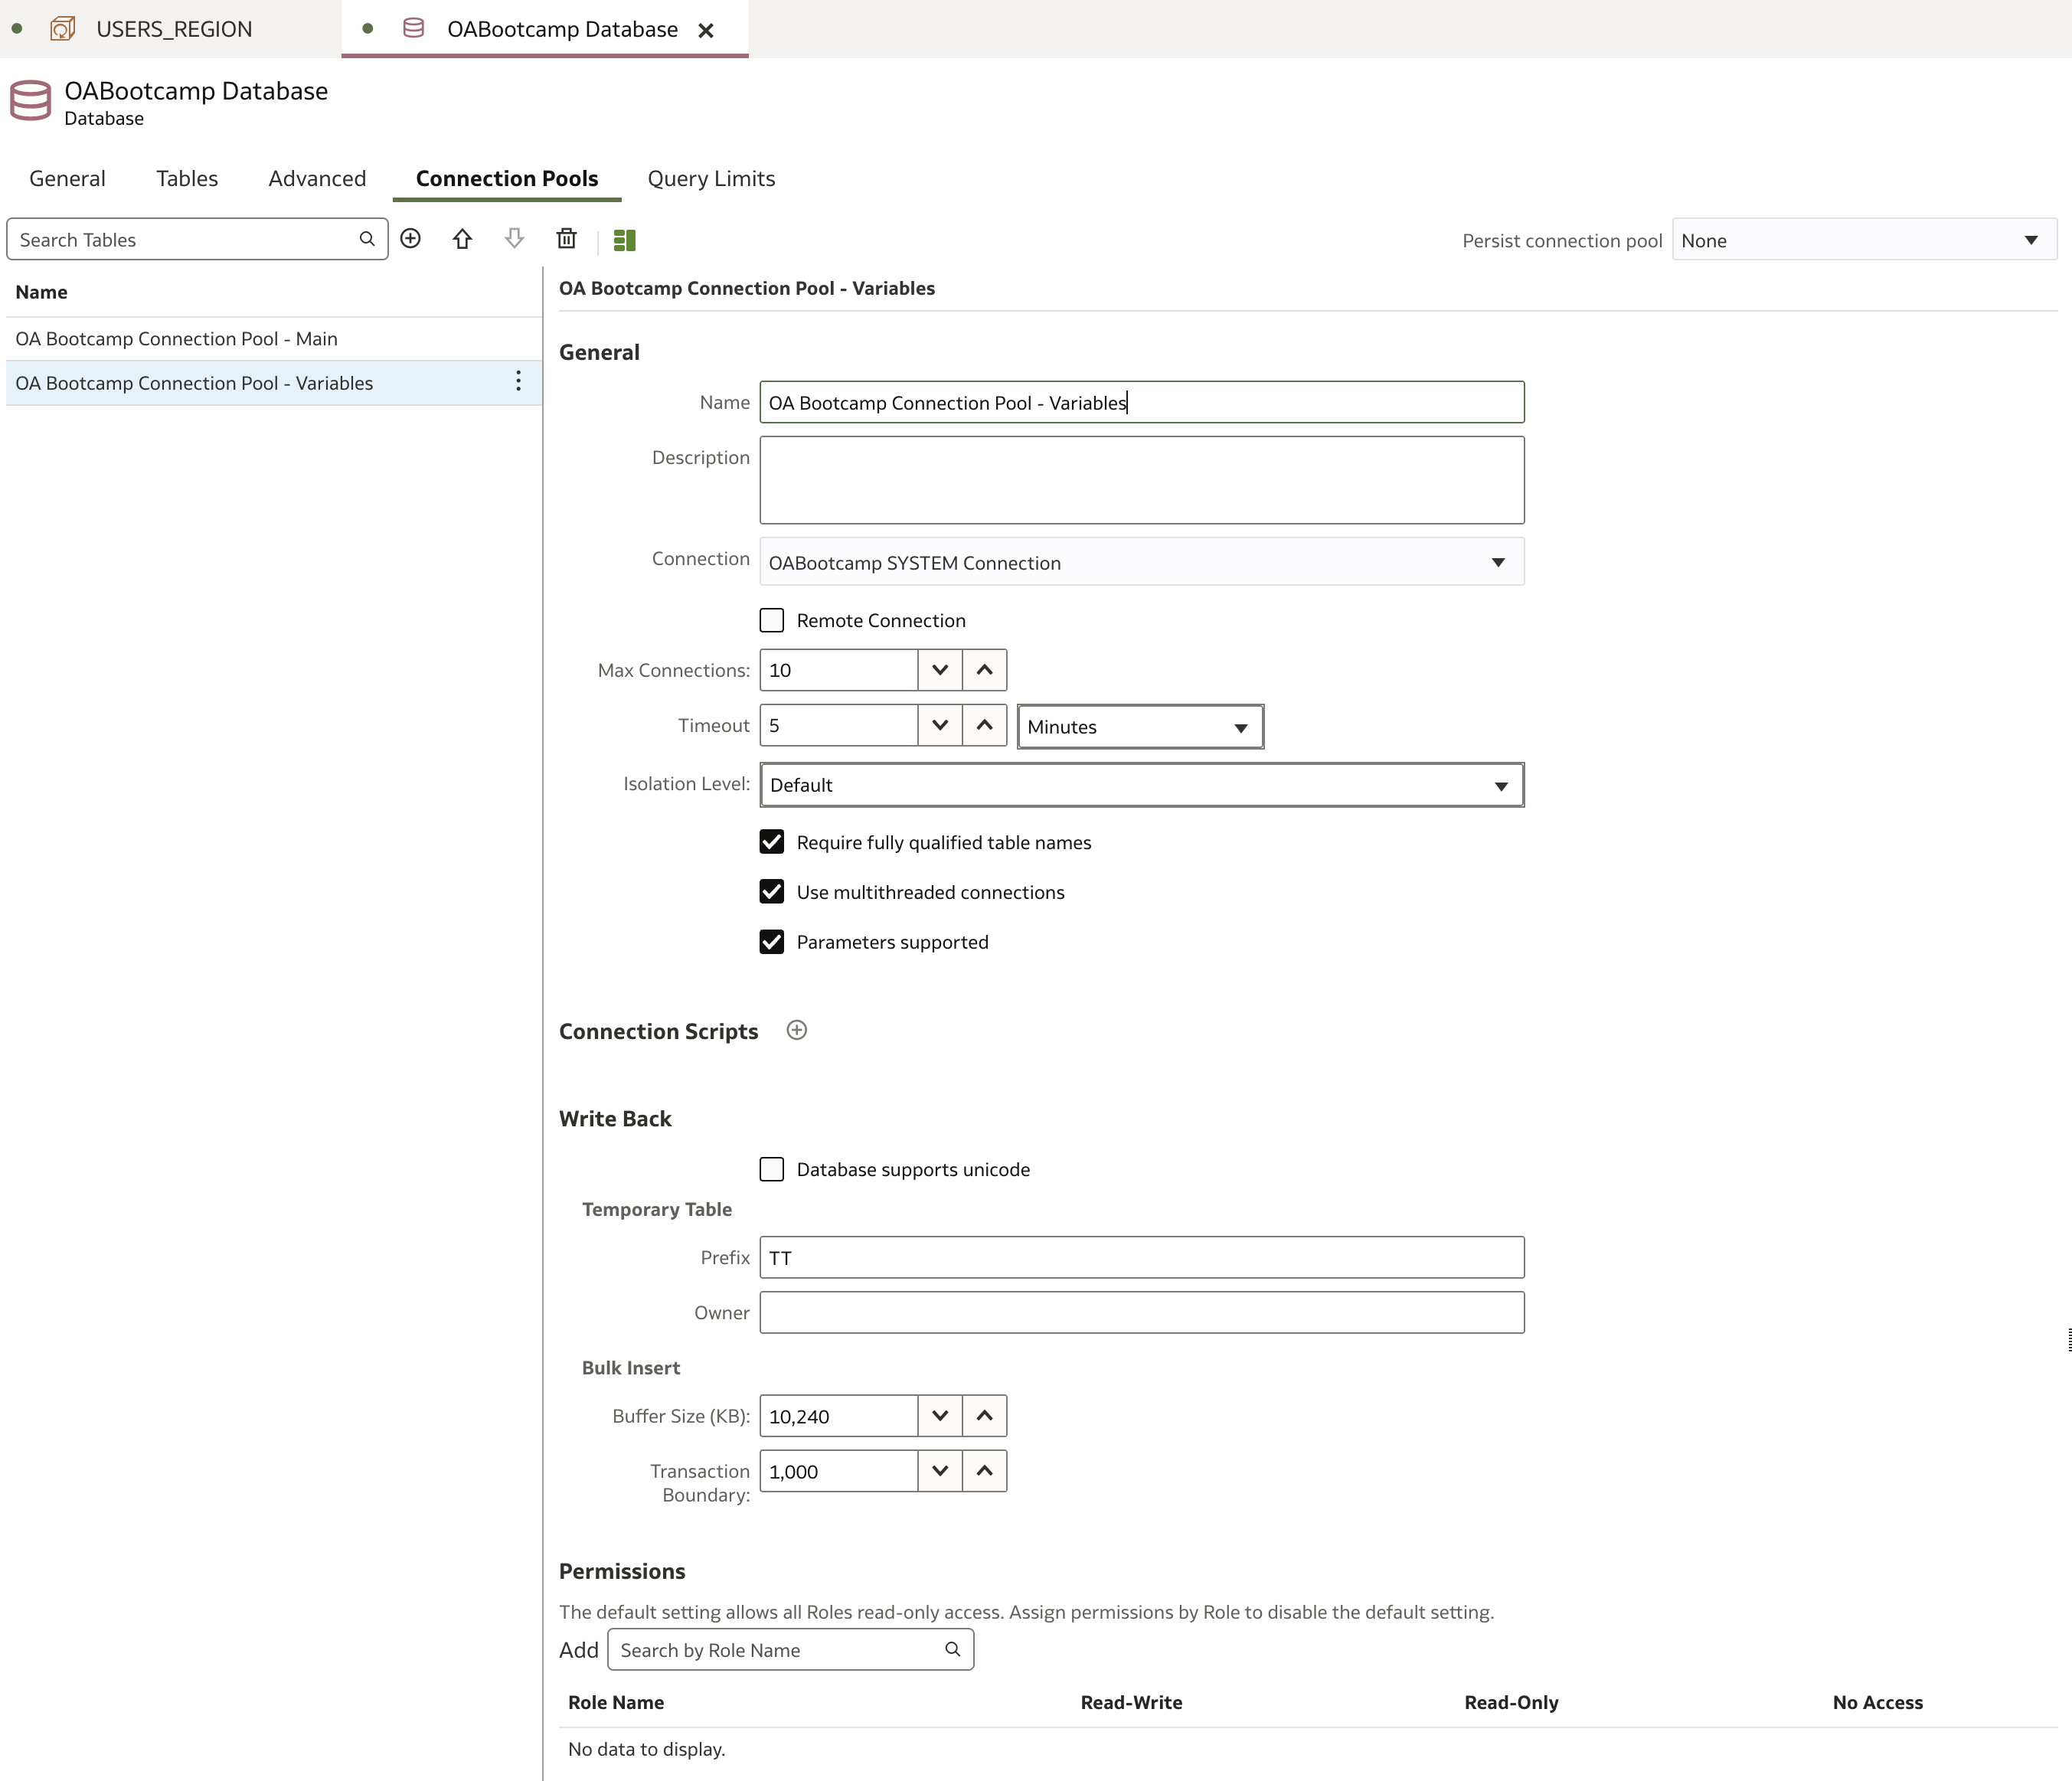 USERS_REGION
OABootcamp Database
OABootcamp Database
Database
General Tables Advanced Connection Pools Query Limits
Search Tables
Persist connection pool None
Name
OA Bootcamp Connection Pool - Main
OA Bootcamp Connection Pool - Variables
OA Bootcamp Connection Pool - Variables
General
Name OA Bootcamp Connection Pool - Variables
Description
Connection OABootcamp SYSTEM Connection
Remote Connection
Max Connections: 10
Timeout 5 Minutes
Isolation Level: Default
Require fully qualified table names
Use multithreaded connections
Parameters supported
Connection Scripts
Write Back
Database supports unicode
Temporary Table
Prefix TT
Owner
Bulk Insert
Buffer Size (KB): 10,240
Transaction 1,000
Boundary:
Permissions
The default setting allows all Roles read-only access. Assign permissions by Role to disable the default setting.
Add Search by Role Name
Role Name Read-Write Read-Only No Access
No data to display.